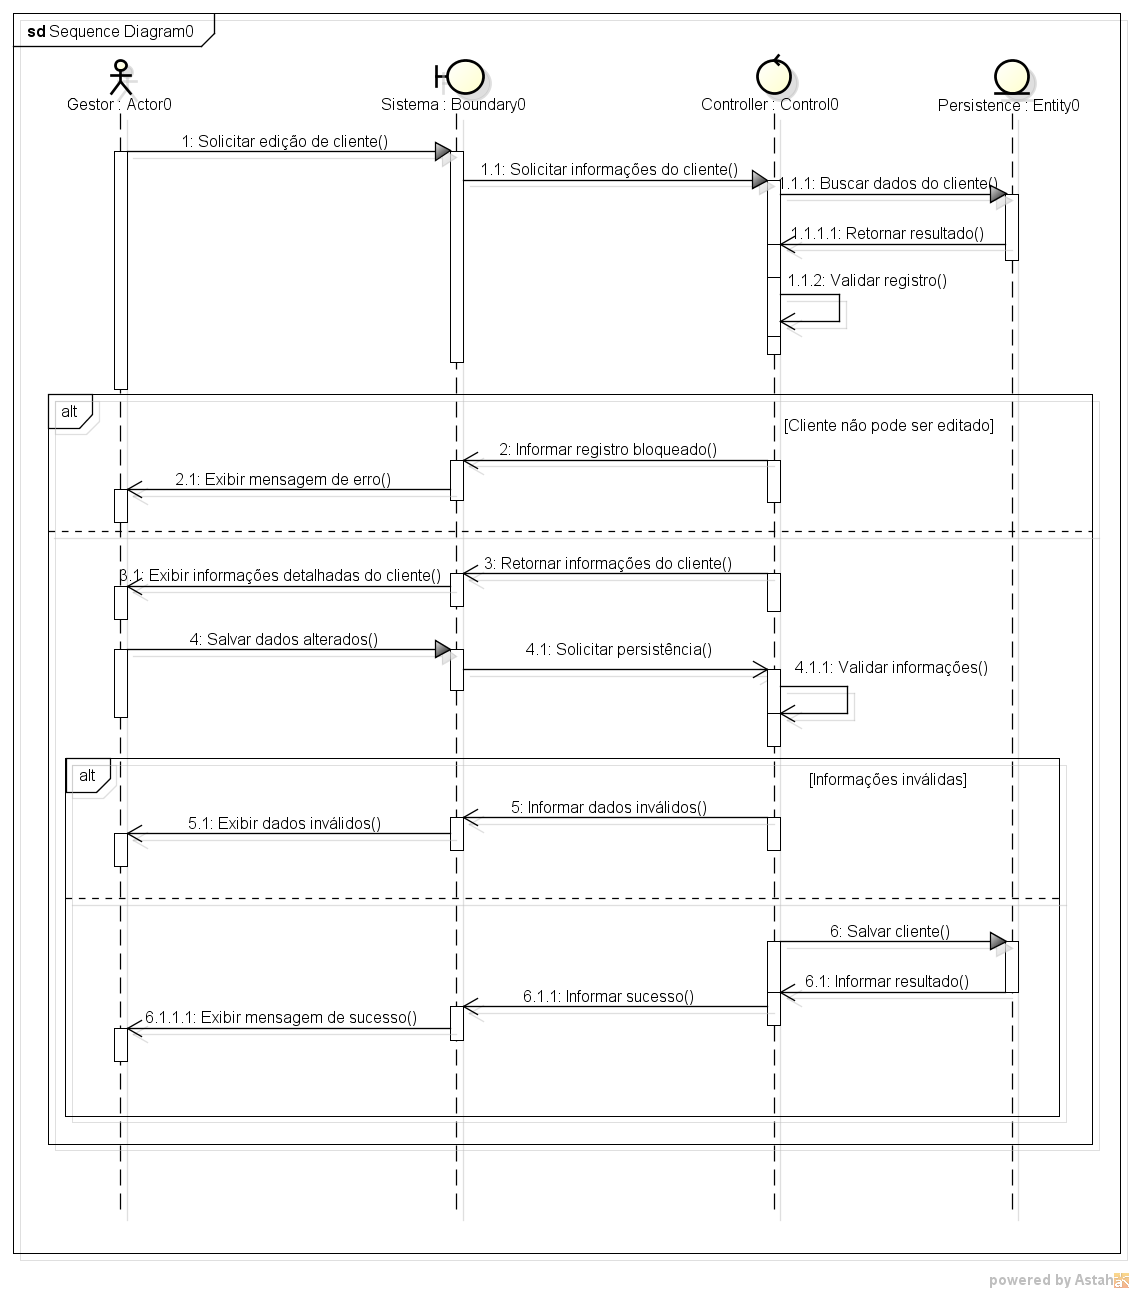 sd Sequence Diagram0
Gestor : Actor0
Sistema : Boundary0
Controller : Control0
Persistence : Entity0
1: Solicitar edição de cliente()
1.1: Solicitar informações do cliente()
1.1.1: Buscar dados do cliente()
1.1.1.1: Retornar resultado()
1.1.2: Validar registro()
alt
[Cliente não pode ser editado]
2: Informar registro bloqueado()
2.1: Exibir mensagem de erro()
3: Retornar informações do cliente()
3.1: Exibir informações detalhadas do cliente()
4: Salvar dados alterados()
4.1: Solicitar persistência()
4.1.1: Validar informações()
alt
[Informações inválidas]
5: Informar dados inválidos()
5.1: Exibir dados inválidos()
6: Salvar cliente()
6.1: Informar resultado()
6.1.1: Informar sucesso()
6.1.1.1: Exibir mensagem de sucesso()
powered by Astah